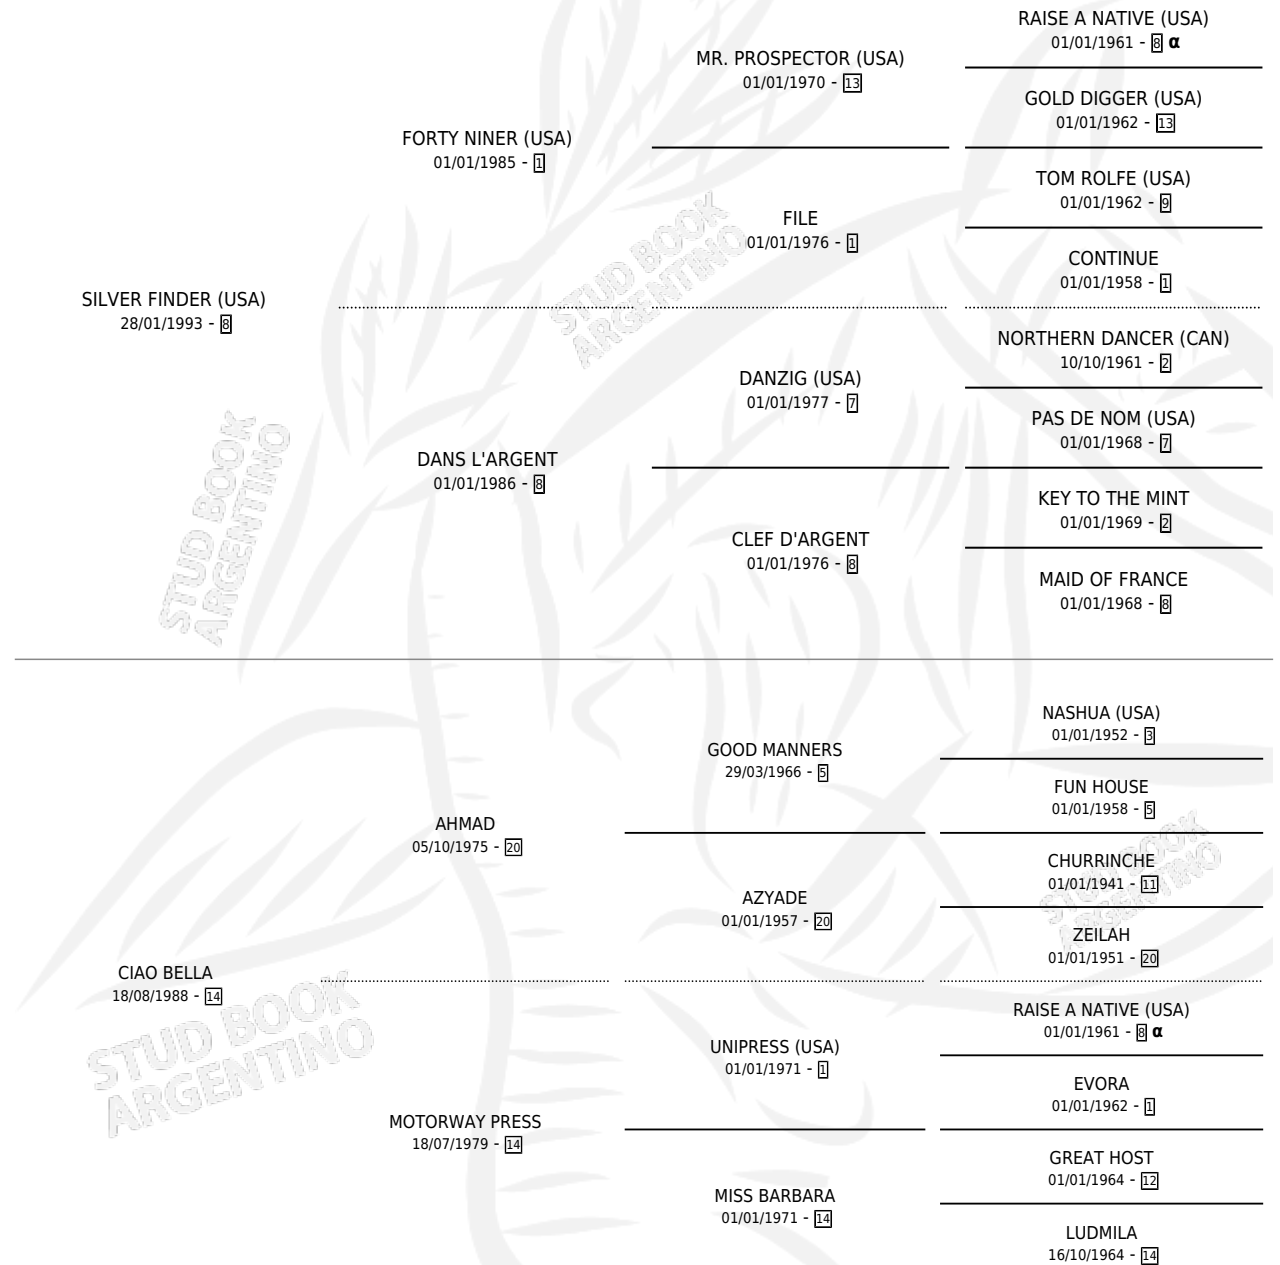 RAISE A NATIVE (USA)
01/01/1961 - 8 α
MR. PROSPECTOR (USA)
01/01/1970 - 13
GOLD DIGGER (USA)
01/01/1962 - 13
FORTY NINER (USA)
01/01/1985 - 1
TOM ROLFE (USA)
01/01/1962 - 9
FILE
01/01/1976 - 1
CONTINUE
01/01/1958 - 1
STUD BOOK
ARGENTINO
SILVER FINDER (USA)
28/01/1993 - 8
NORTHERN DANCER (CAN)
10/10/1961 - 2
DANZIG (USA)
01/01/1977 - 7
PAS DE NOM (USA)
01/01/1968 - 7
DANS L'ARGENT
01/01/1986 - 8
KEY TO THE MINT
01/01/1969 - 2
CLEF D'ARGENT
01/01/1976 - 8
MAID OF FRANCE
01/01/1968 - 8
STUD BOOK
ARGENTINO
NASHUA (USA)
01/01/1952 - 3
GOOD MANNERS
29/03/1966 - 5
FUN HOUSE
01/01/1958 - 5
AHMAD
05/10/1975 - 20
CHURRINCHE
01/01/1941 - 11
STUD BOOK
ARGENTINO
AZYADE
01/01/1957 - 20
ZEILAH
01/01/1951 - 20
CIAO BELLA
18/08/1988 - 14
STUD BOOK
ARGENTINO
RAISE A NATIVE (USA)
01/01/1961 - 8 α
UNIPRESS (USA)
01/01/1971 - 1
EVORA
01/01/1962 - 1
MOTORWAY PRESS
18/07/1979 - 14
GREAT HOST
01/01/1964 - 12
MISS BARBARA
01/01/1971 - 14
LUDMILA
16/10/1964 - 14